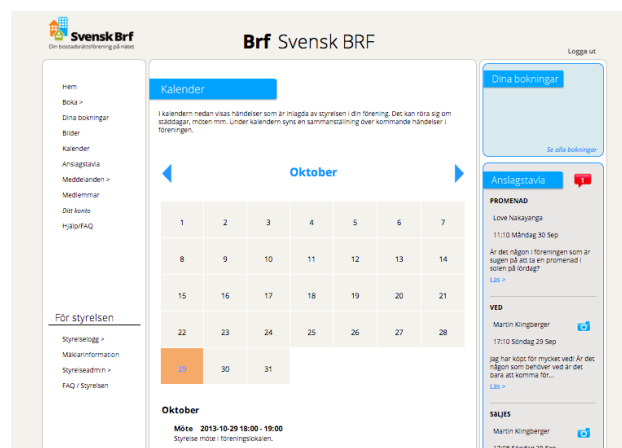 Svensk Brf
Din bostadsrättsförening på nätet
Brf Svensk BRF
Logga ut
Hem
Boka >
Dina bokningar
Bilder
Kalender
Anslagstavla
Meddelanden >
Medlemmar
Ditt konto
Hjälp/FAQ
För styrelsen
Styrelselogg >
Mäklarinformation
Styrelseadmin >
FAQ / Styrelsen
Kalender
I kalendern nedan visas händelser som är inlagda av styrelsen i din förening. Det kan röra sig om
städdagar, möten mm. Under kalendern syns en sammanställning över kommande händelser i
föreningen.
Oktober
1 2 3 4 5 6 7
8 9 10 11 12 13 14
15 16 17 18 19 20 21
22 23 24 25 26 27 28
29 30 31
Oktober
Möte 2013-10-29 18:00 - 19:00
Styrelse möte i föreningslokalen.
Dina bokningar
Se alla bokningar
Anslagstavla
1
PROMENAD
Love Nakayanga
11:10 Måndag 30 Sep
Är det någon i föreningen som är
sugen på att ta en promenad i
solen på lördag?
Läs >
VED
Martin Klingberger
17:10 Söndag 29 Sep
Jag har köpt för mycket ved! Är det
någon som behöver ved är det
bara att komma för...
Läs >
SÄLJES
Martin Klingberger